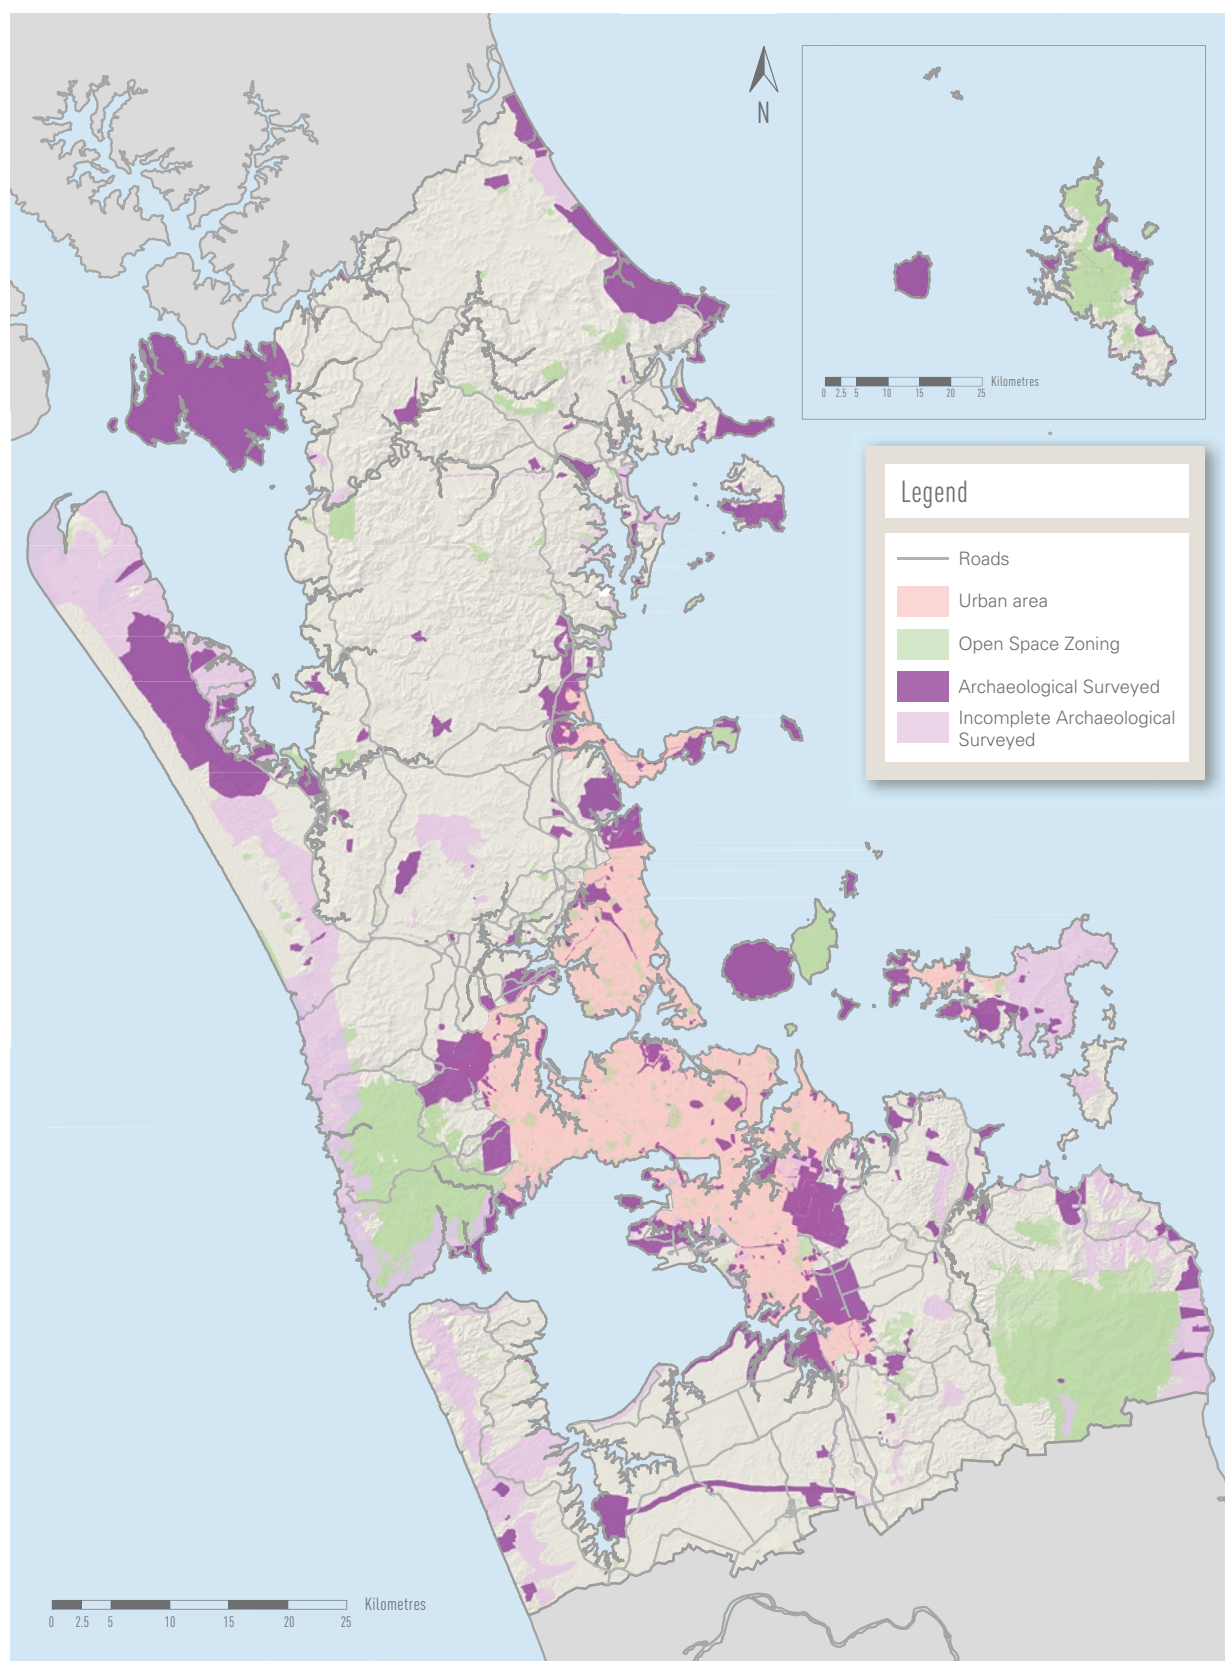 N
0 2.5 5 10 15 20 25 Kilometres
Legend
Roads
Urban area
Open Space Zoning
Archaeological Surveyed
Incomplete Archaeological
Surveyed
0 2.5 5 10 15 20 25 Kilometres